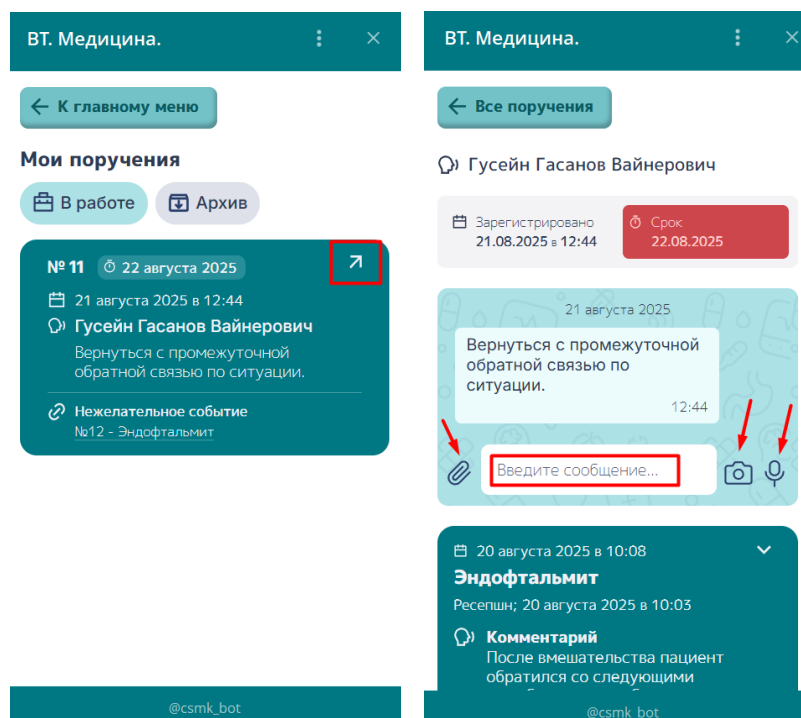 ВТ. Медицина.
К главному меню
Мои поручения
В работе
Архив
№ 11 22 августа 2025
21 августа 2025 в 12:44
Гусейн Гасанов Вайнерович
Вернуться с промежуточной
обратной связью по ситуации.
Нежелательное событие
№12 - Эндофтальмит
@csmk_bot
ВТ. Медицина.
Все поручения
Гусейн Гасанов Вайнерович
Зарегистрировано
21.08.2025 в 12:44
Срок
22.08.2025
21 августа 2025
Вернуться с промежуточной
обратной связью по
ситуации.
12:44
Введите сообщение...
20 августа 2025 в 10:08
Эндофтальмит
Ресепшн; 20 августа 2025 в 10:03
Комментарий
После вмешательства пациент
обратился со следующими
@csmk_bot